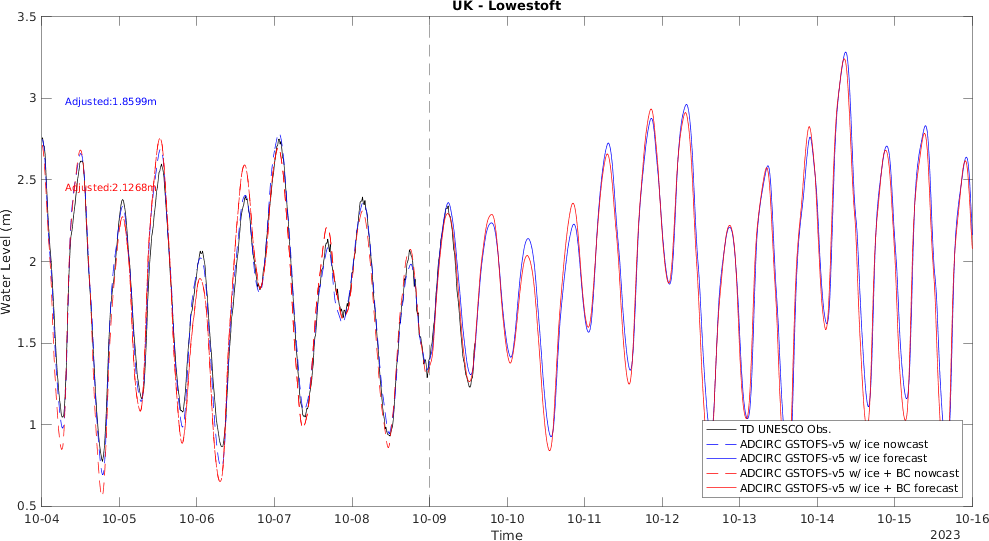 UK - Lowestoft
3.5
3
2.5
2
1.5
1
0.5
Water Level (m)
Adjusted:1.8599m
Adjusted:2.1268m
TD UNESCO Obs.
ADCIRC GSTOFS-v5 w/ ice nowcast
ADCIRC GSTOFS-v5 w/ ice forecast
ADCIRC GSTOFS-v5 w/ ice + BC nowcast
ADCIRC GSTOFS-v5 w/ ice + BC forecast
10-04 10-05 10-06 10-07 10-08 10-09 10-10 10-11 10-12 10-13 10-14 10-15 10-16
Time
2023